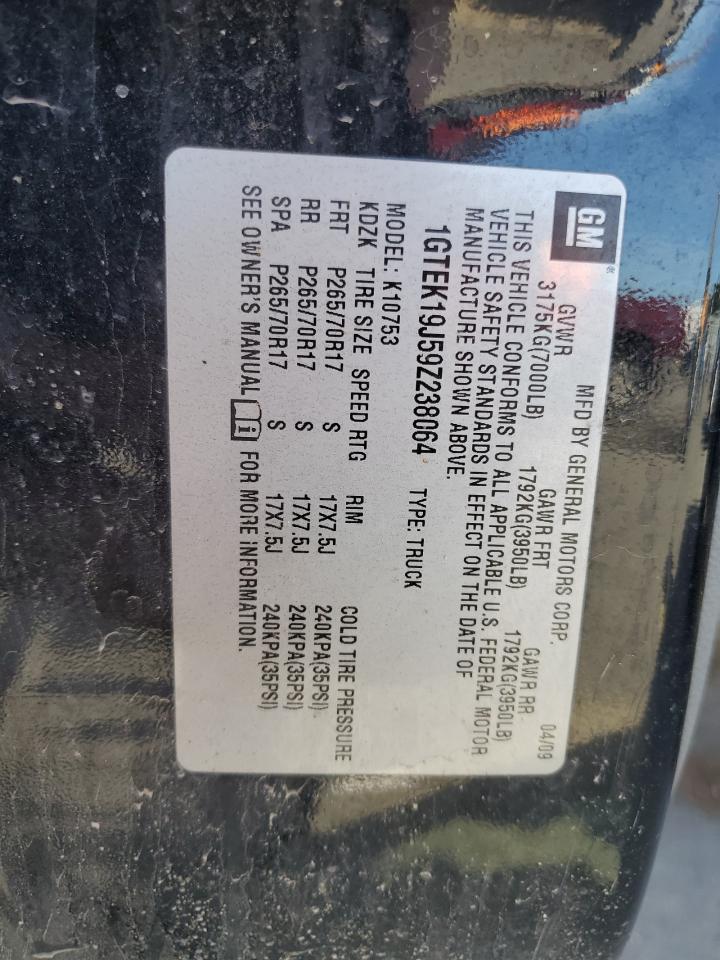 GM®
MFD BY GENERAL MOTORS CORP. 04/09
GVWR GAWR FRT GAWR RR
3175KG(7000LB) 1792KG(3950LB) 1792KG(3950LB)
THIS VEHICLE CONFORMS TO ALL APPLICABLE U.S. FEDERAL MOTOR
VEHICLE SAFETY STANDARDS IN EFFECT ON THE DATE OF
MANUFACTURE SHOWN ABOVE.
1GTEK19J59Z238064 TYPE: TRUCK
MODEL: K10753
KDZK TIRE SIZE SPEED RTG RIM COLD TIRE PRESSURE
FRT P265/70R17 S 17X7.5J 240KPA(35PSI)
RR P265/70R17 S 17X7.5J 240KPA(35PSI)
SPA P265/70R17 S 17X7.5J 240KPA(35PSI)
SEE OWNER'S MANUAL i FOR MORE INFORMATION.